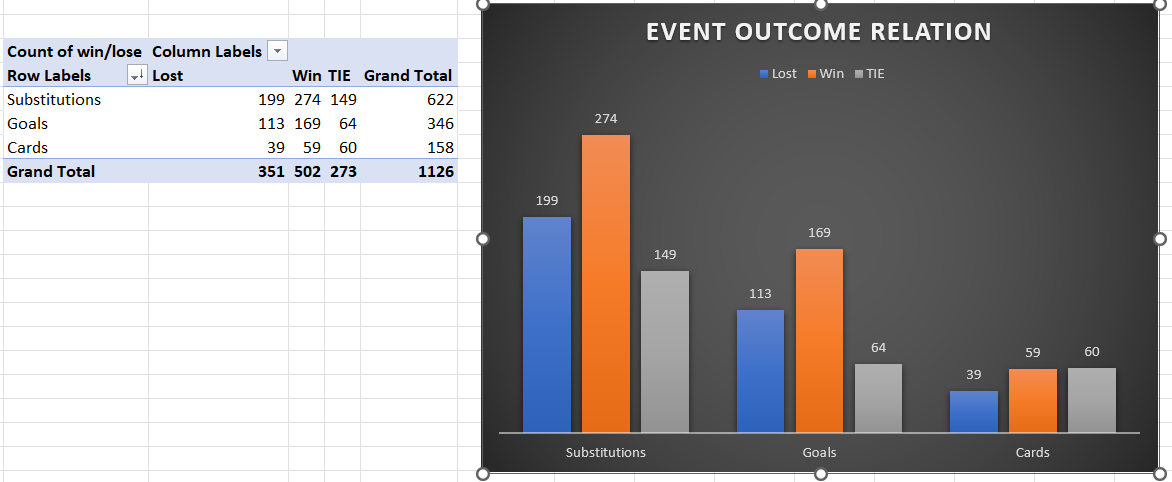 Count of win/lose Column Labels
Row Labels Lost Win TIE Grand Total
Substitutions 199 274 149 622
Goals 113 169 64 346
Cards 39 59 60 158
Grand Total 351 502 273 1126
EVENT OUTCOME RELATION
Lost Win TIE
274
199
149
169
113
64
39
59
60
Substitutions Goals Cards